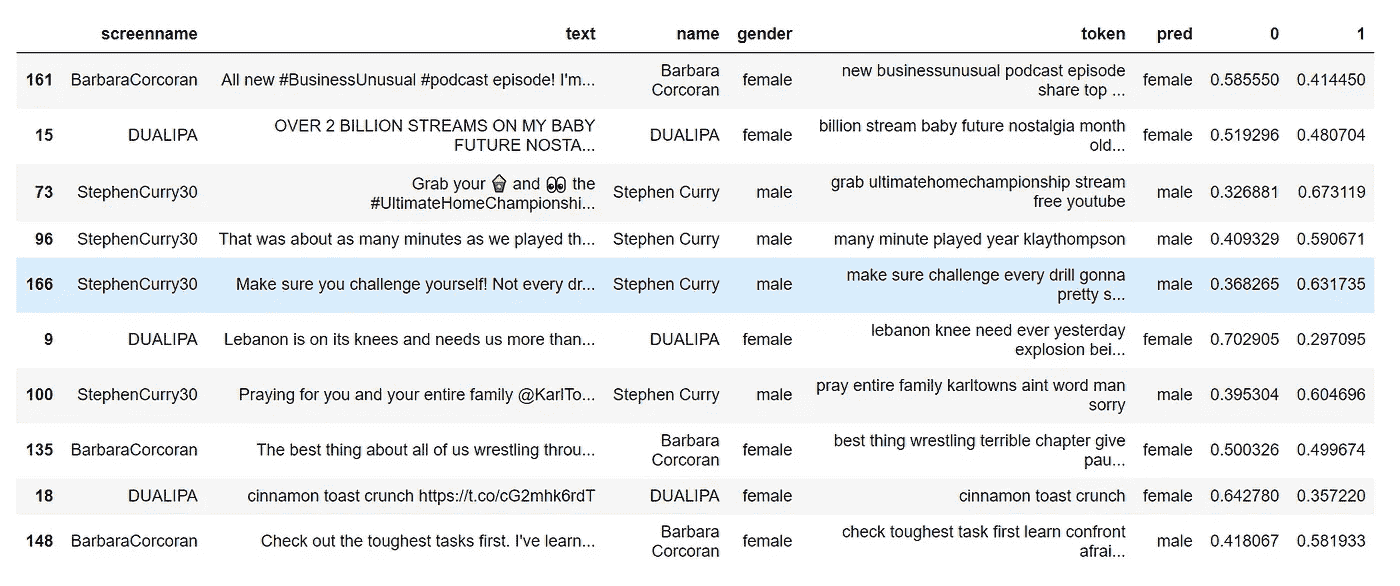 screenname text name gender token pred 0 1
161 BarbaraCorcoran All new #BusinessUnusual #podcast episode! I'm... Barbara Corcoran female new businessunusual podcast episode share top ... female 0.585550 0.414450
15 DUALIPA OVER 2 BILLION STREAMS ON MY BABY FUTURE NOSTA... DUALIPA female billion stream baby future nostalgia month old... female 0.519296 0.480704
73 StephenCurry30 Grab your 🍿 and 👀 the #UltimateHomeChampionshi... Stephen Curry male grab ultimatehomechampionship stream free youtube male 0.326881 0.673119
96 StephenCurry30 That was about as many minutes as we played th... Stephen Curry male many minute played year klaythompson male 0.409329 0.590671
166 StephenCurry30 Make sure you challenge yourself! Not every dr... Stephen Curry male make sure challenge every drill gonna pretty s... male 0.368265 0.631735
9 DUALIPA Lebanon is on its knees and needs us more than... DUALIPA female lebanon knee need ever yesterday explosion bei... female 0.702905 0.297095
100 StephenCurry30 Praying for you and your entire family @KarlTo... Stephen Curry male pray entire family karltowns aint word man sorry male 0.395304 0.604696
135 BarbaraCorcoran The best thing about all of us wrestling throu... Barbara Corcoran female best thing wrestling terrible chapter give pau... female 0.500326 0.499674
18 DUALIPA cinnamon toast crunch https://t.co/cG2mhk6rdT DUALIPA female cinnamon toast crunch female 0.642780 0.357220
148 BarbaraCorcoran Check out the toughest tasks first. I've learn... Barbara Corcoran female check toughest task first learn confront afrai... male 0.418067 0.581933